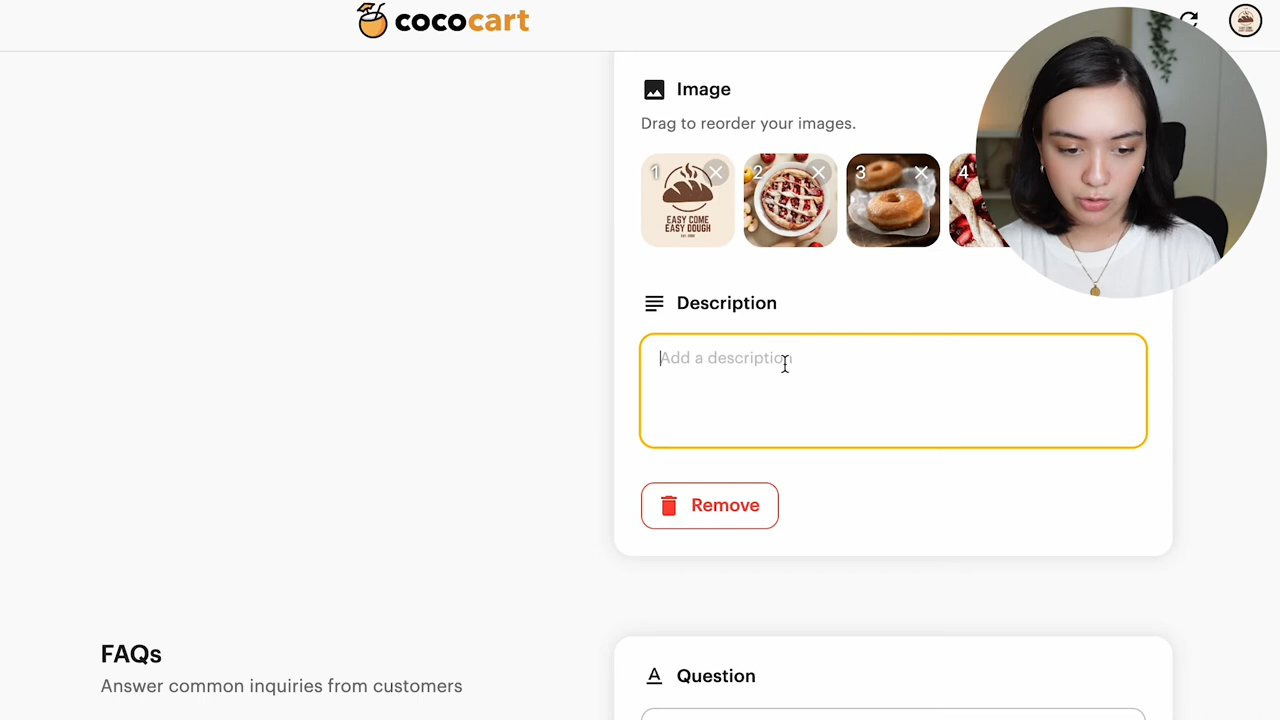 cococart
Image
Drag to reorder your images.
1
2
3
4
EASY COME
EASY DOUGH
Description
Add a description
Remove
FAQs
Answer common inquiries from customers
Question